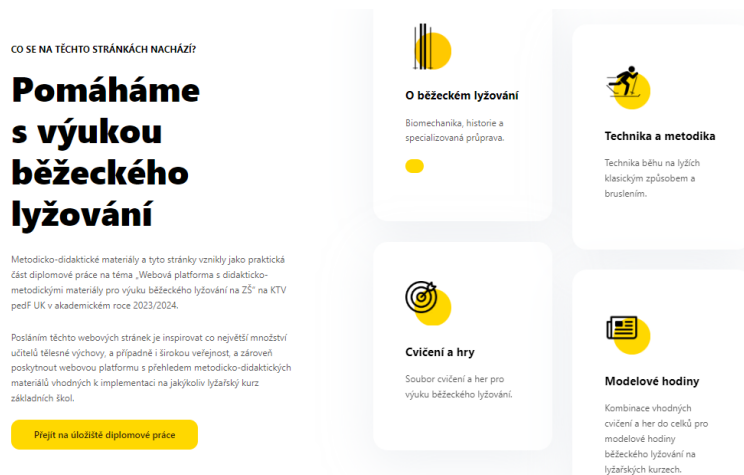 CO SE NA TĚCHTO STRÁNKÁCH NACHÁZÍ?
Pomáháme
s výukou
běžeckého
lyžování
Metodicko-didaktické materiály a tyto stránky vznikly jako praktická
část diplomové práce na téma „Webová platforma s didakticko-
metodickými materiály pro výuku běžeckého lyžování na ZŠ" na KTV
pedF UK v akademickém roce 2023/2024.
Posláním těchto webových stránek je inspirovat co největší množství
učitelů tělesné výchovy, a případně i širokou veřejnost, a zároveň
poskytnout webovou platformu s přehledem metodicko-didaktických
materiálů vhodných k implementaci na jakýkoliv lyžařský kurz
základních škol.
Přejít na úložiště diplomové práce
O běžeckém lyžování
Biomechanika, historie a
specializovaná průprava.
Cvičení a hry
Soubor cvičení a her pro
výuku běžeckého lyžování.
Technika a metodika
Technika běhu na lyžích
klasickým způsobem a
bruslením.
Modelové hodiny
Kombinace vhodných
cvičení a her do celků pro
modelové hodiny
běžeckého lyžování na
lyžařských kurzech.